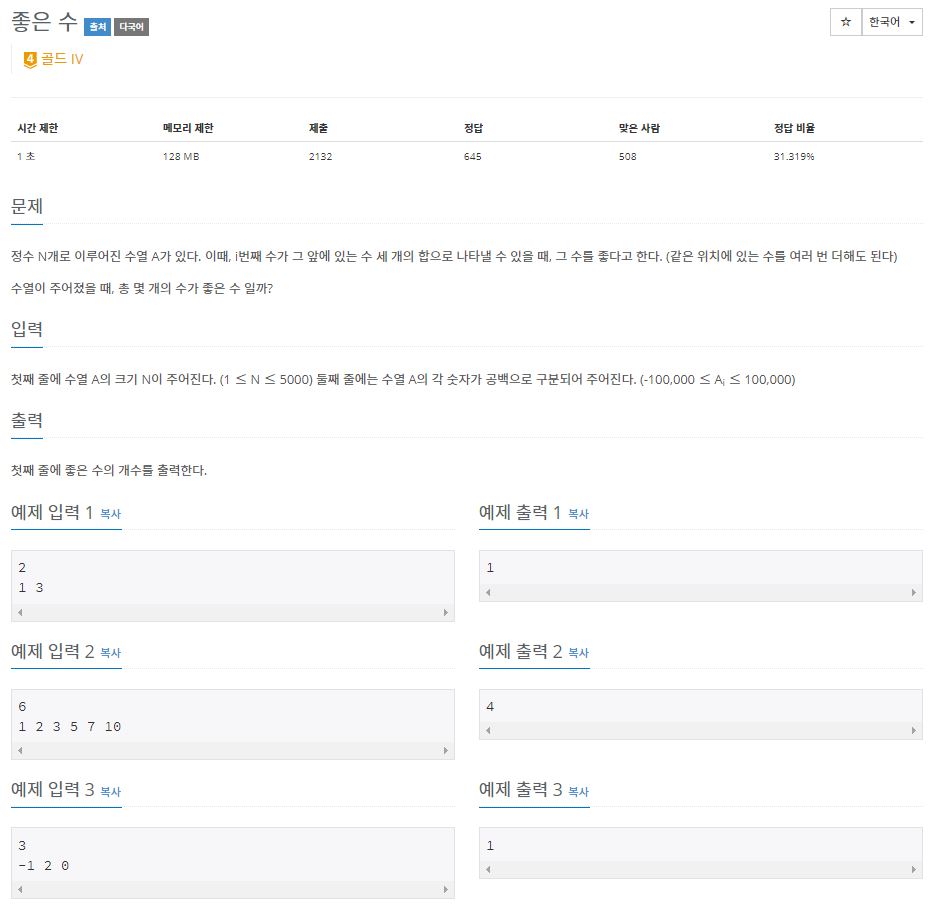 좋은 수 출처 다국어
☆ 한국어
4 골드 IV
시간 제한 메모리 제한 제출 정답 맞은 사람 정답 비율
1 초 128 MB 2132 645 508 31.319%
문제
정수 N개로 이루어진 수열 A가 있다. 이때, i번째 수가 그 앞에 있는 수 세 개의 합으로 나타낼 수 있을 때, 그 수를 좋다고 한다. (같은 위치에 있는 수를 여러 번 더해도 된다)
수열이 주어졌을 때, 총 몇 개의 수가 좋은 수 일까?
입력
첫째 줄에 수열 A의 크기 N이 주어진다. (1 ≤ N ≤ 5000) 둘째 줄에는 수열 A의 각 숫자가 공백으로 구분되어 주어진다. (-100,000 ≤ Aᵢ ≤ 100,000)
출력
첫째 줄에 좋은 수의 개수를 출력한다.
예제 입력 1 복사
2
1 3
예제 출력 1 복사
1
예제 입력 2 복사
6
1 2 3 5 7 10
예제 출력 2 복사
4
예제 입력 3 복사
3
-1 2 0
예제 출력 3 복사
1